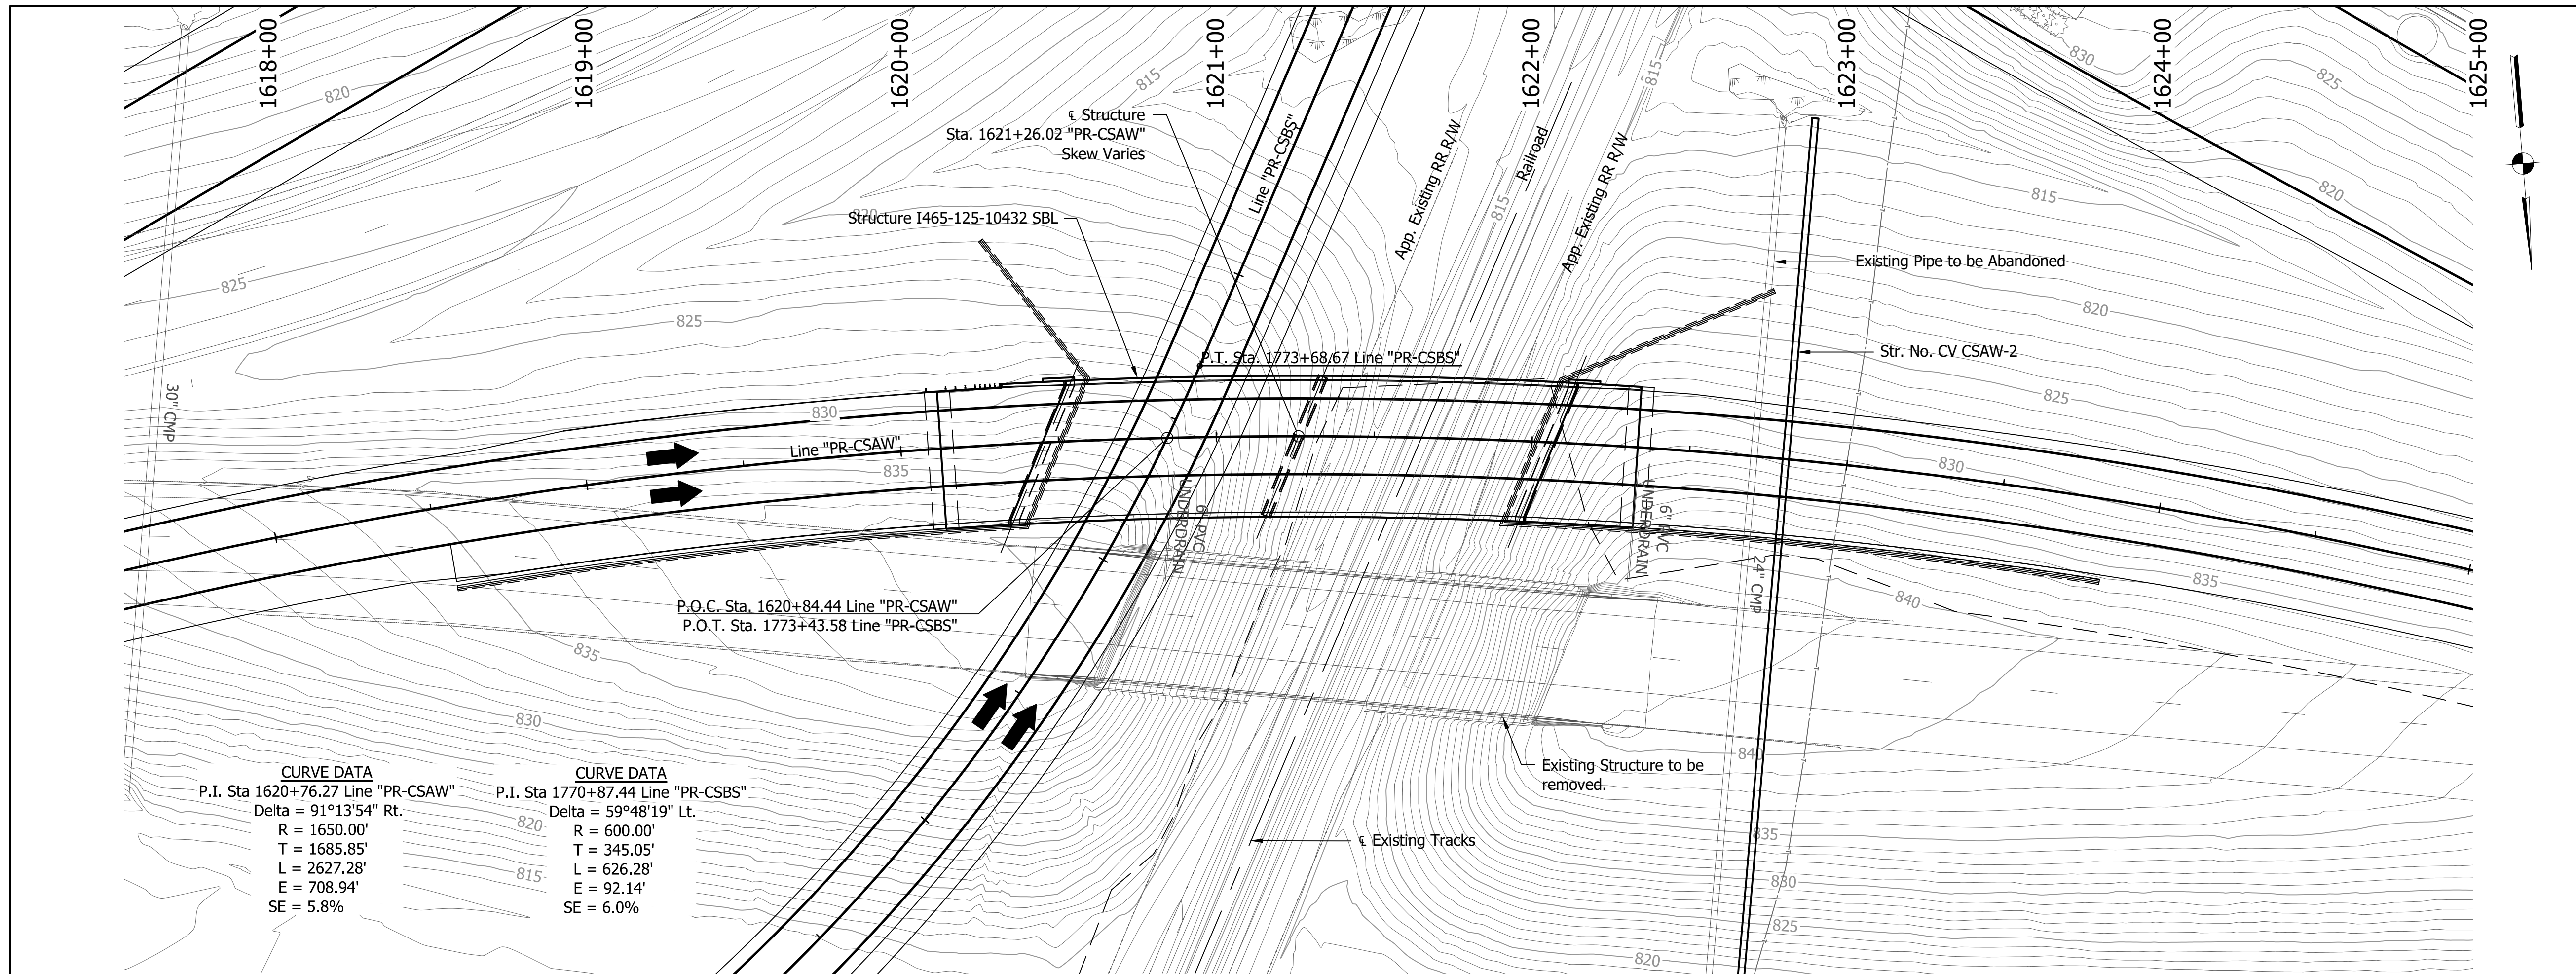 1618+00
1619+00
1620+00
1621+00
1622+00
1623+00
1624+00
1625+00
820
815
815
830
825
820
℄ Structure
Sta. 1621+26.02 "PR-CSAW"
Skew Varies
Line "PR-CSBS"
App. Existing RR R/W
Railroad
App. Existing RR R/W
815
815
820
Structure I465-125-10432 SBL
825
825
Existing Pipe to be Abandoned
820
P.T. Sta. 1773+68.67 Line "PR-CSBS"
Str. No. CV CSAW-2
30" CMP
830
825
Line "PR-CSAW"
835
830
6" PVC
UNDERDRAIN
6" PVC
UNDERDRAIN
24" CMP
835
840
P.O.C. Sta. 1620+84.44 Line "PR-CSAW"
P.O.T. Sta. 1773+43.58 Line "PR-CSBS"
835
830
840
Existing Structure to be
removed.
CURVE DATA
P.I. Sta 1620+76.27 Line "PR-CSAW"
Delta = 91°13'54" Rt.
R = 1650.00'
T = 1685.85'
L = 2627.28'
E = 708.94'
SE = 5.8%
CURVE DATA
P.I. Sta 1770+87.44 Line "PR-CSBS"
Delta = 59°48'19" Lt.
R = 600.00'
T = 345.05'
L = 626.28'
E = 92.14'
SE = 6.0%
820
815
℄ Existing Tracks
835
830
825
820